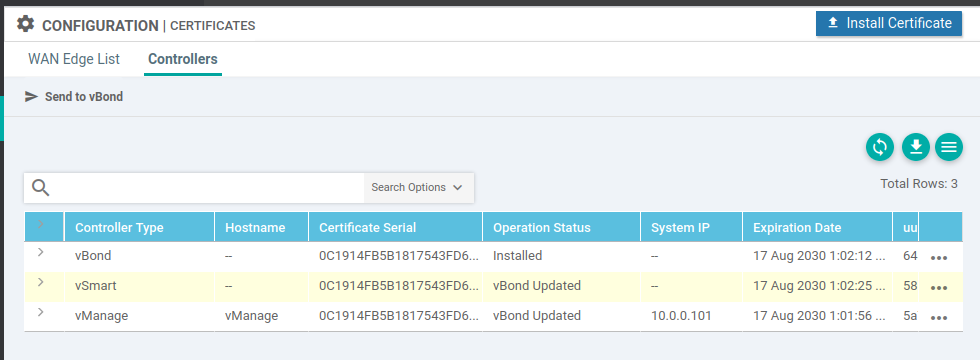 CONFIGURATION | CERTIFICATES
Install Certificate
WAN Edge List Controllers
Send to vBond
Search Options
Total Rows: 3
Controller Type Hostname Certificate Serial Operation Status System IP Expiration Date uu
vBond -- 0C1914FB5B1817543FD6... Installed -- 17 Aug 2030 1:02:12 ... 64
vSmart -- 0C1914FB5B1817543FD6... vBond Updated -- 17 Aug 2030 1:02:25 ... 58
vManage vManage 0C1914FB5B1817543FD6... vBond Updated 10.0.0.101 17 Aug 2030 1:01:56 ... 5a